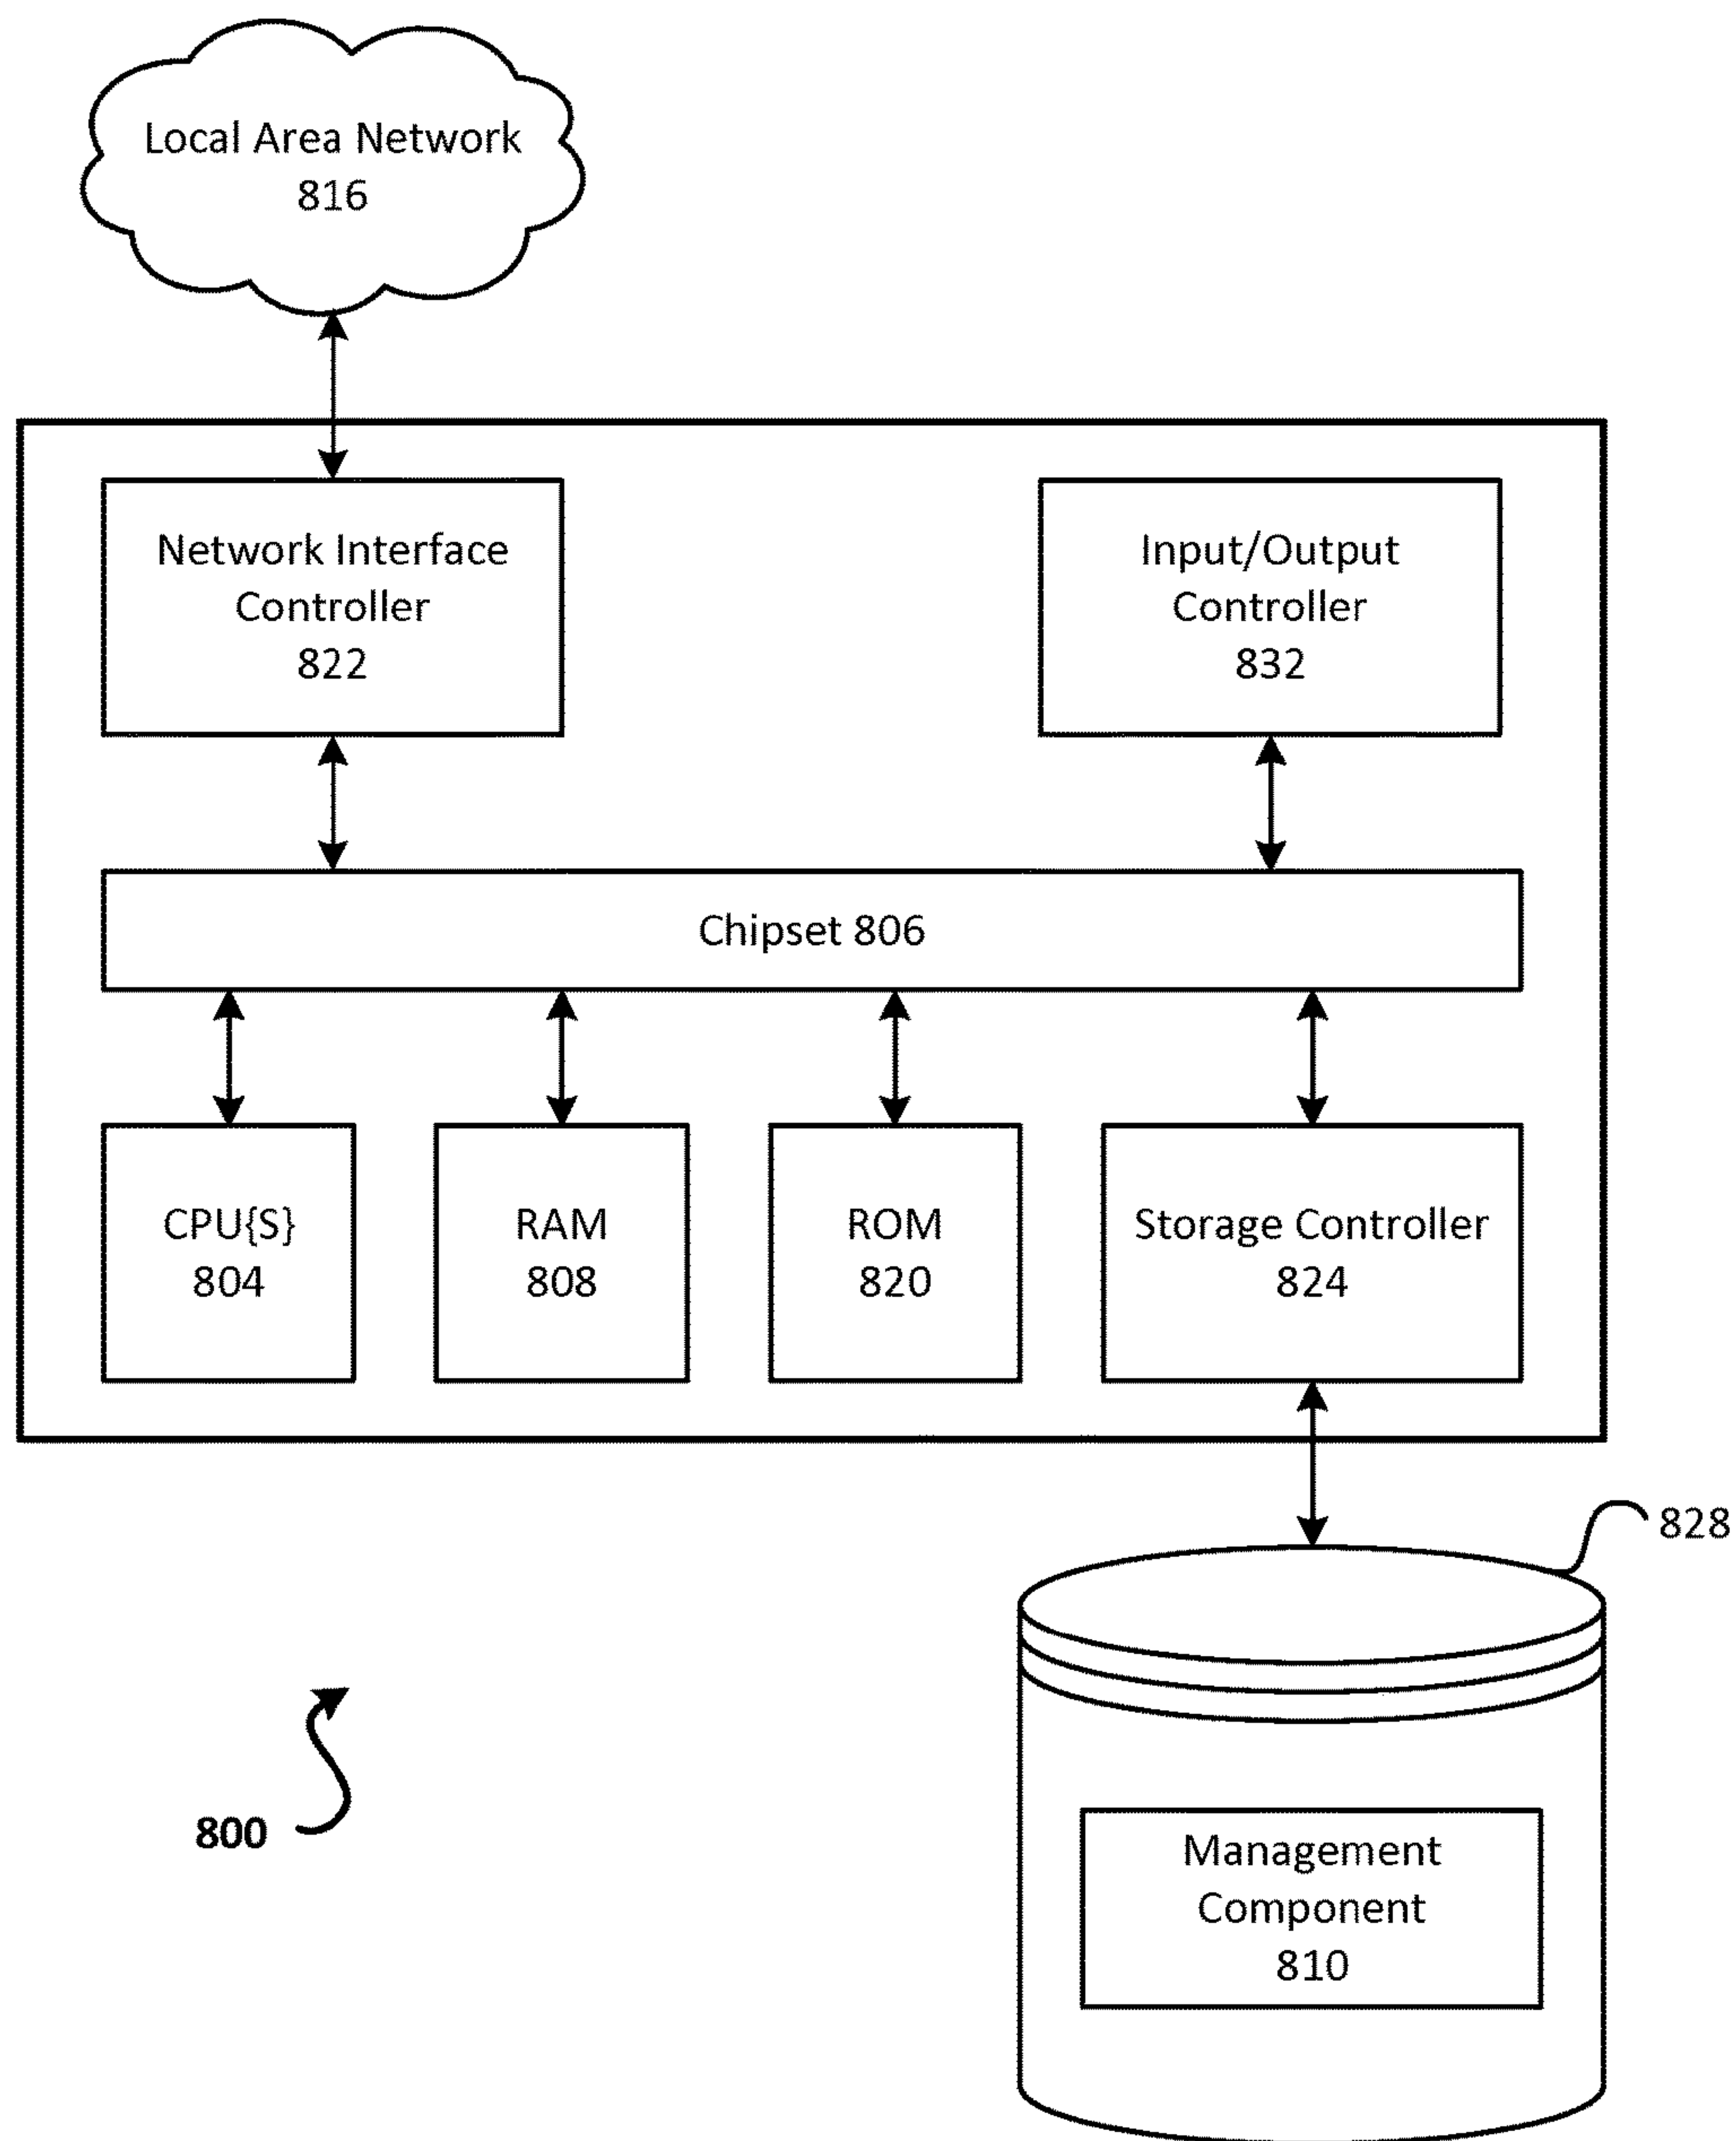 Local Area Network
816
Network Interface
Controller
822
Input/Output
Controller
832
Chipset 806
CPU{S}
804
RAM
808
ROM
820
Storage Controller
824
828
800
Management
Component
810